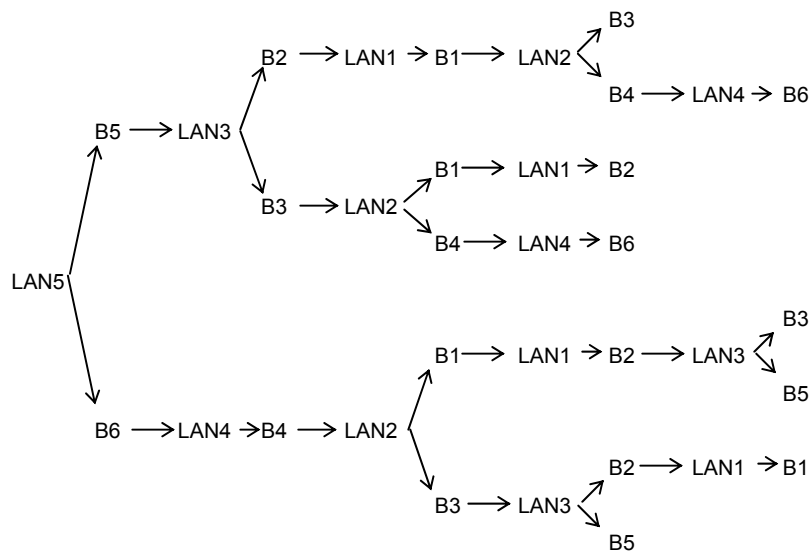 B3
B2 LAN1 B1 LAN2
B4 LAN4 B6
B5 LAN3
B1 LAN1 B2
B3 LAN2
B4 LAN4 B6
LAN5
B3
B1 LAN1 B2 LAN3
B5
B6 LAN4 B4 LAN2
B2 LAN1 B1
B3 LAN3
B5